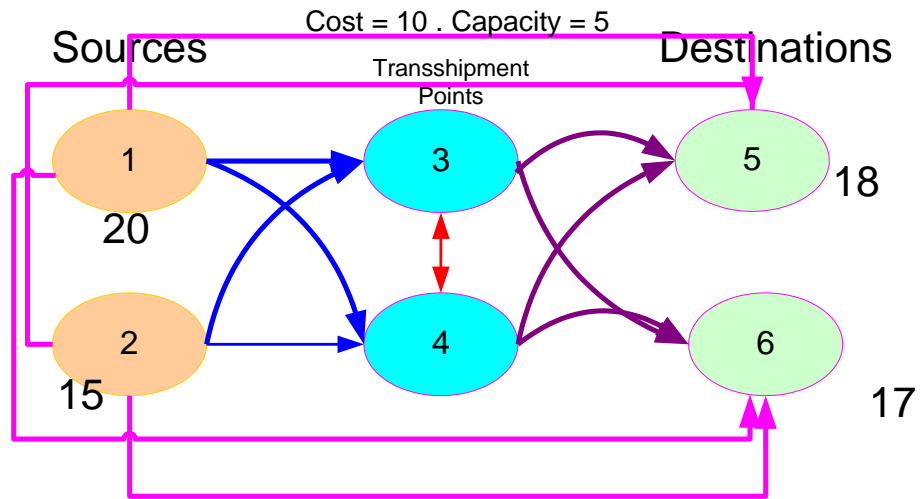 Cost = 10 . Capacity = 5
Sources
Destinations
Transshipment
Points
1
3
5
18
20
2
4
6
15
17